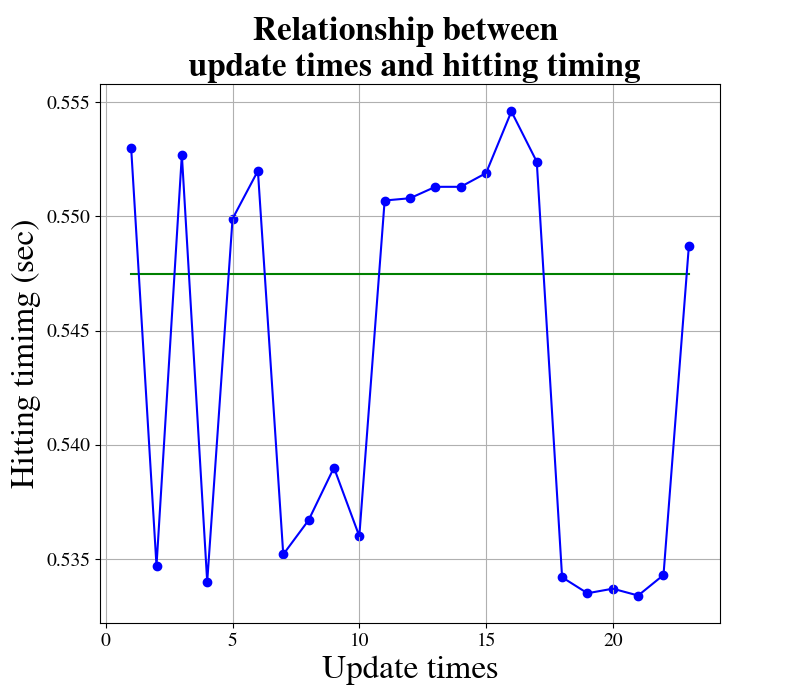 Relationship between
update times and hitting timing
Hitting timimg (sec)
0.555
0.550
0.545
0.540
0.535
0
5
10
15
20
Update times